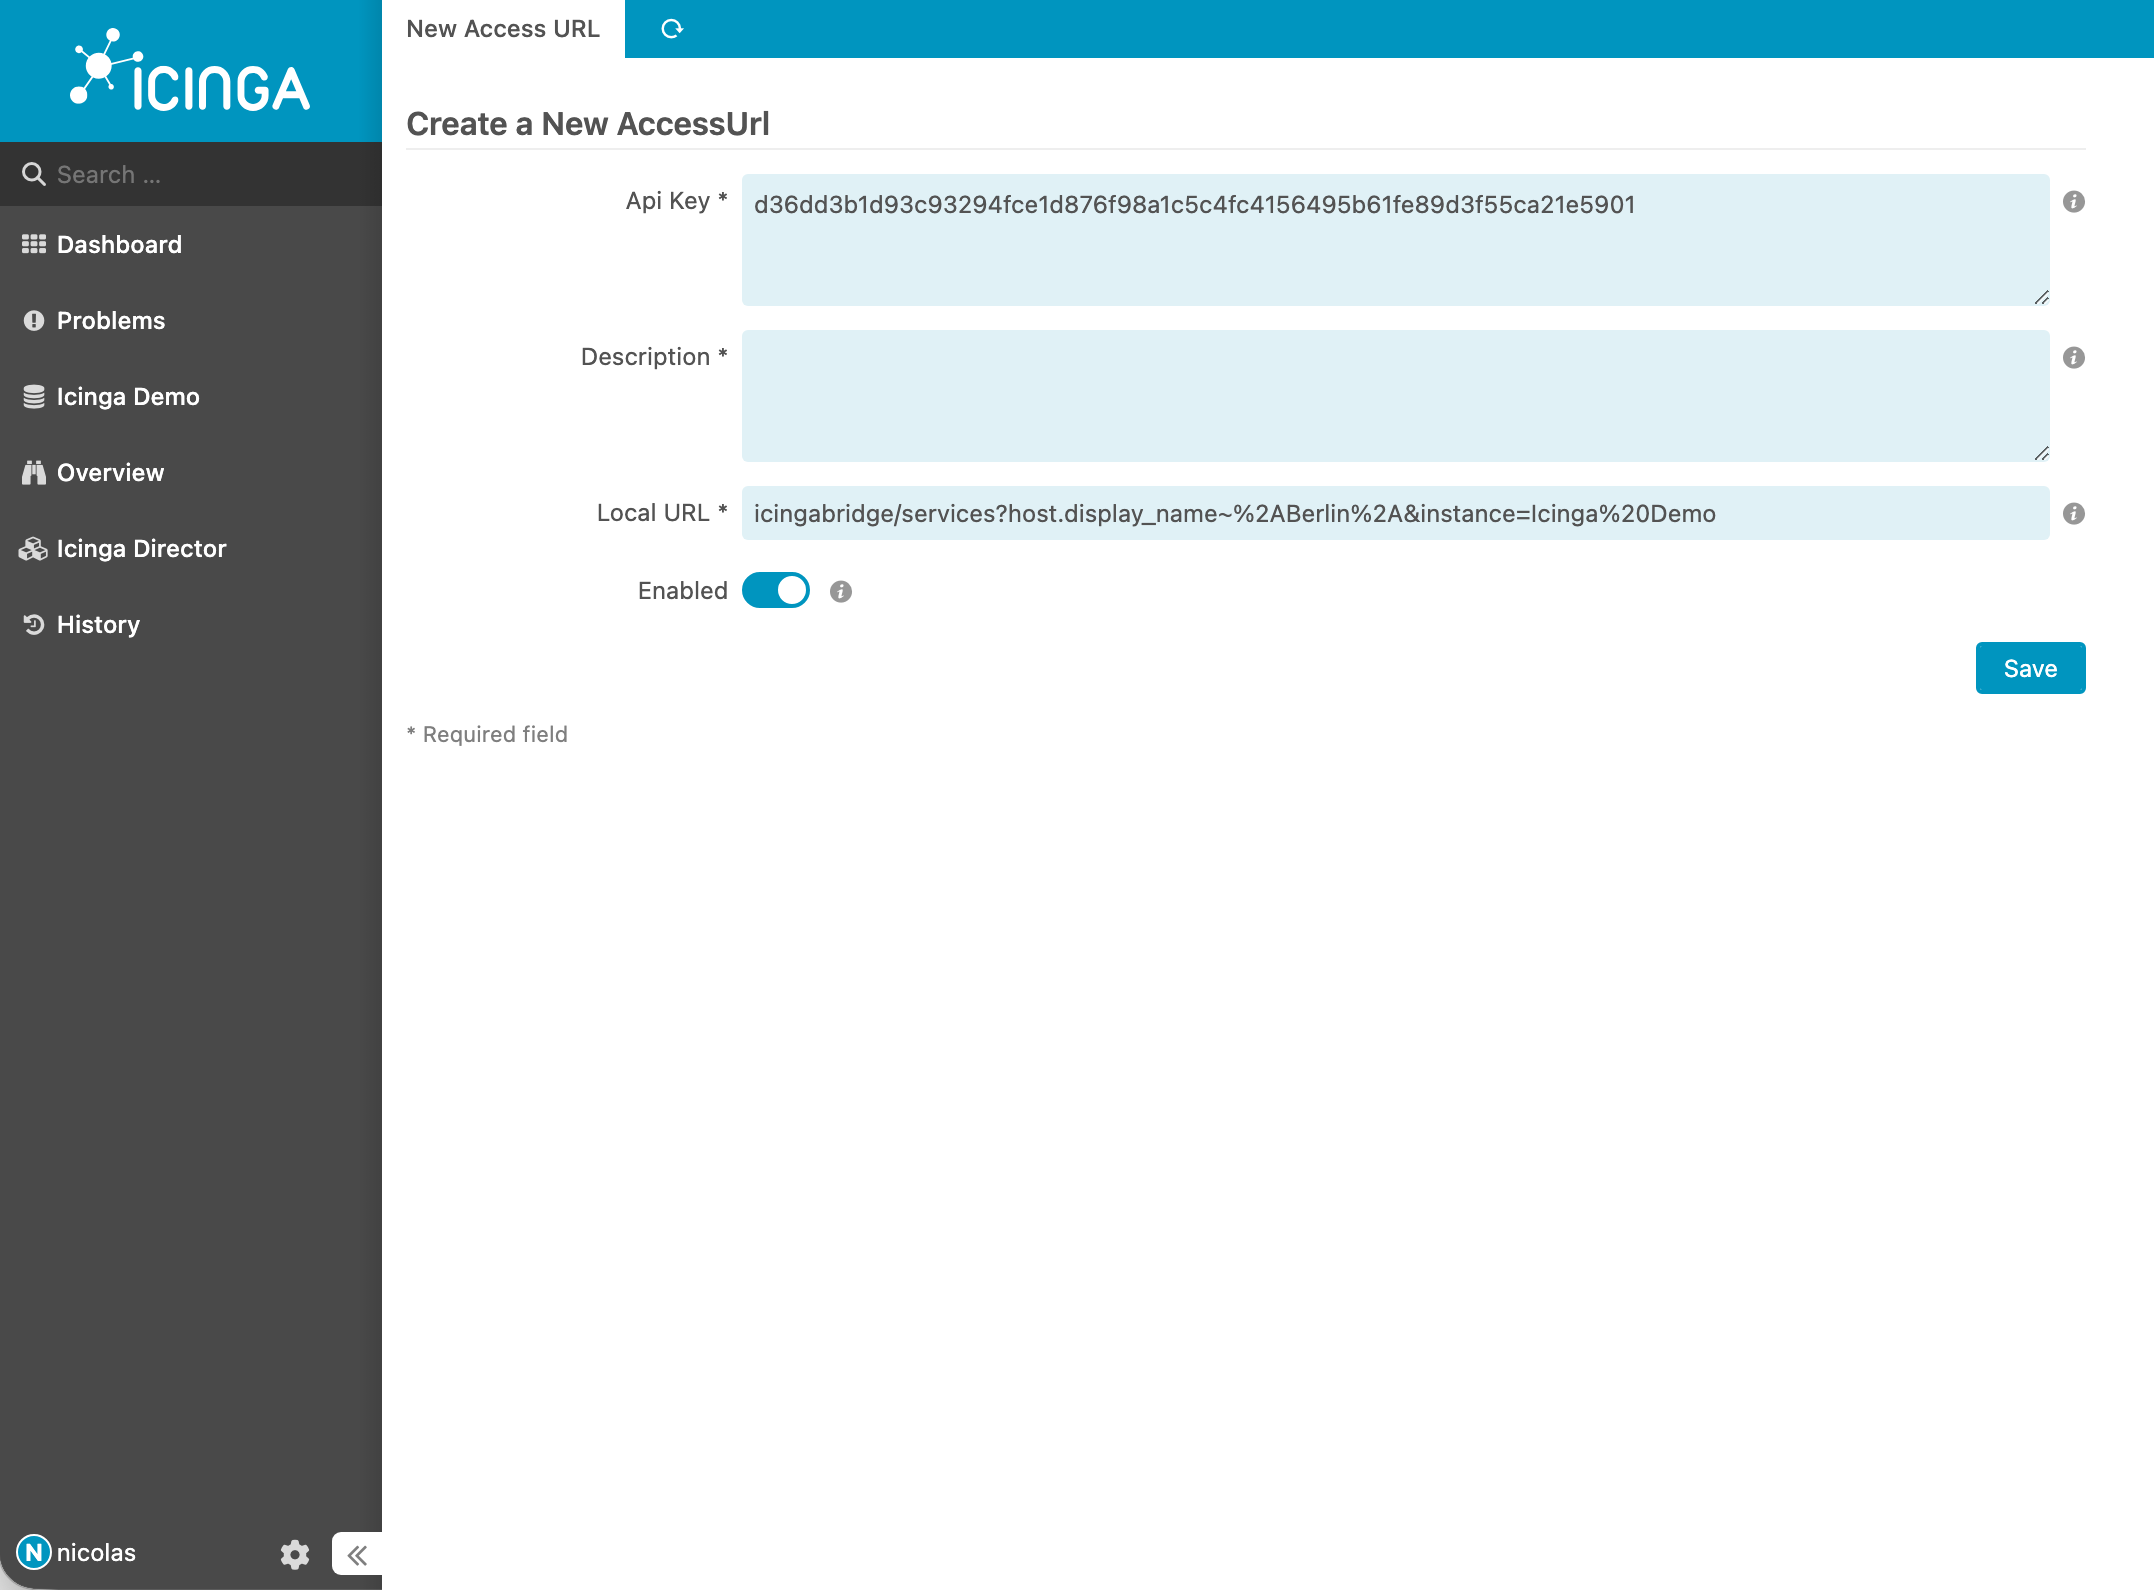 ICINGA
New Access URL
Search ...
Dashboard
Problems
Icinga Demo
Overview
Icinga Director
History
Create a New AccessUrl
Api Key *
d36dd3b1d93c93294fce1d876f98a1c5c4fc4156495b61fe89d3f55ca21e5901
Description *
Local URL *
icingabridge/services?host.display_name~%2ABerlin%2A&instance=Icinga%20Demo
Enabled
Save
* Required field
N nicolas